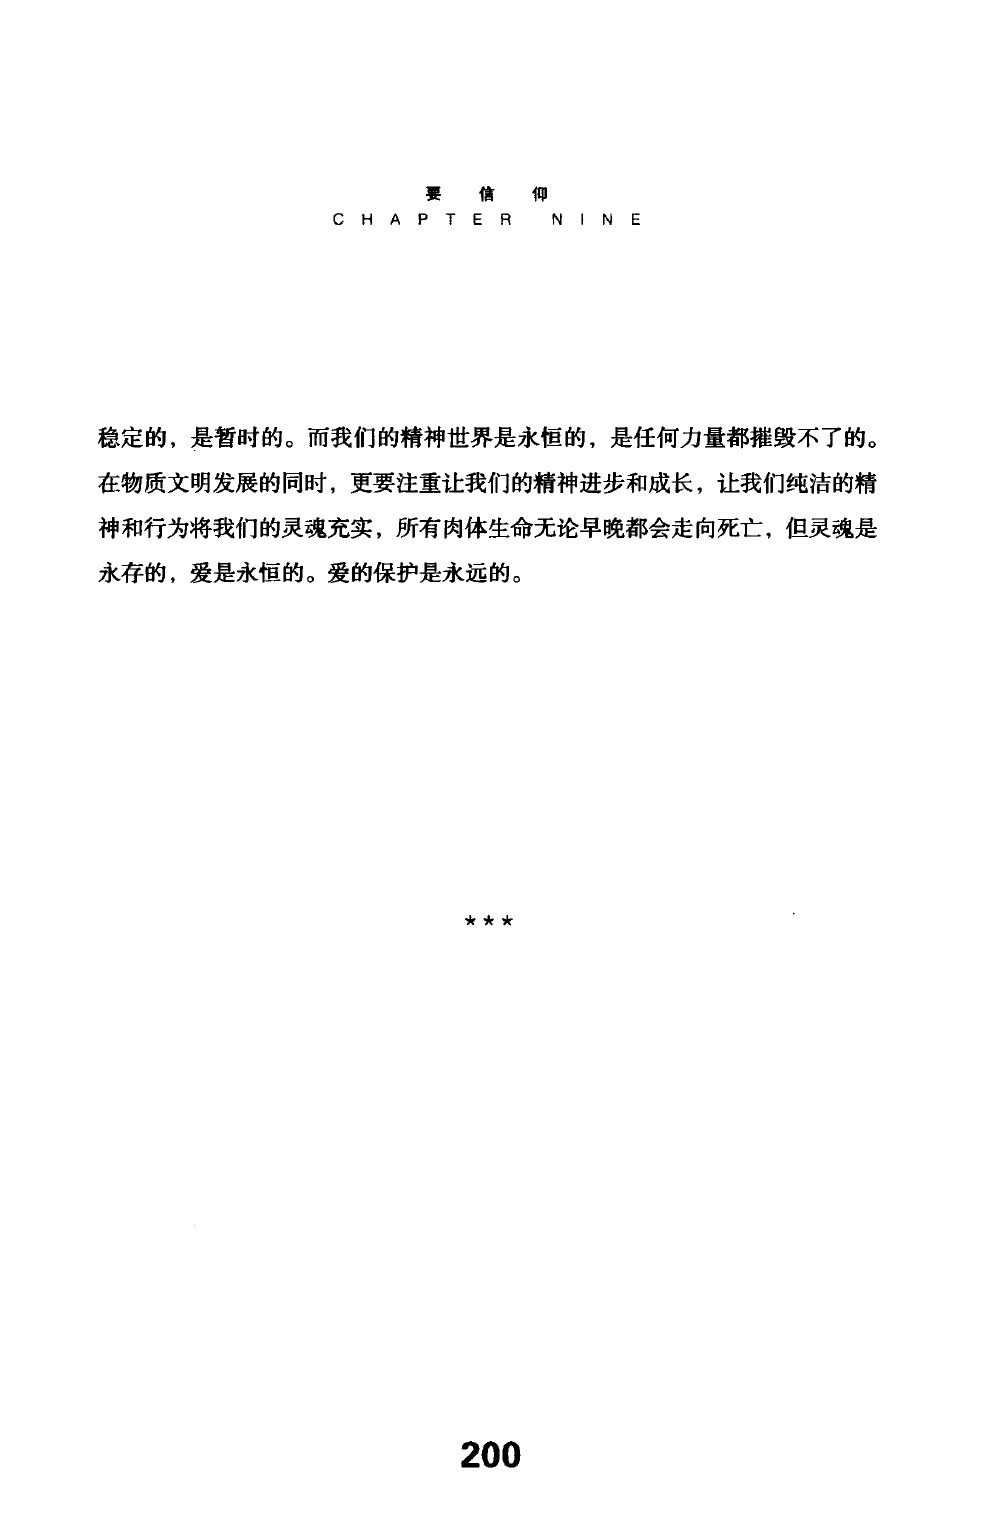 要信仰
CHAPTER NINE
稳定的，是暂时的。而我们的精神世界是永恒的，是任何力量都摧毁不了的。
在物质文明发展的同时，更要注重让我们的精神进步和成长，让我们纯洁的精
神和行为将我们的灵魂充实，所有肉体生命无论早晚都会走向死亡，但灵魂是
永存的，爱是永恒的。爱的保护是永远的。
***
200